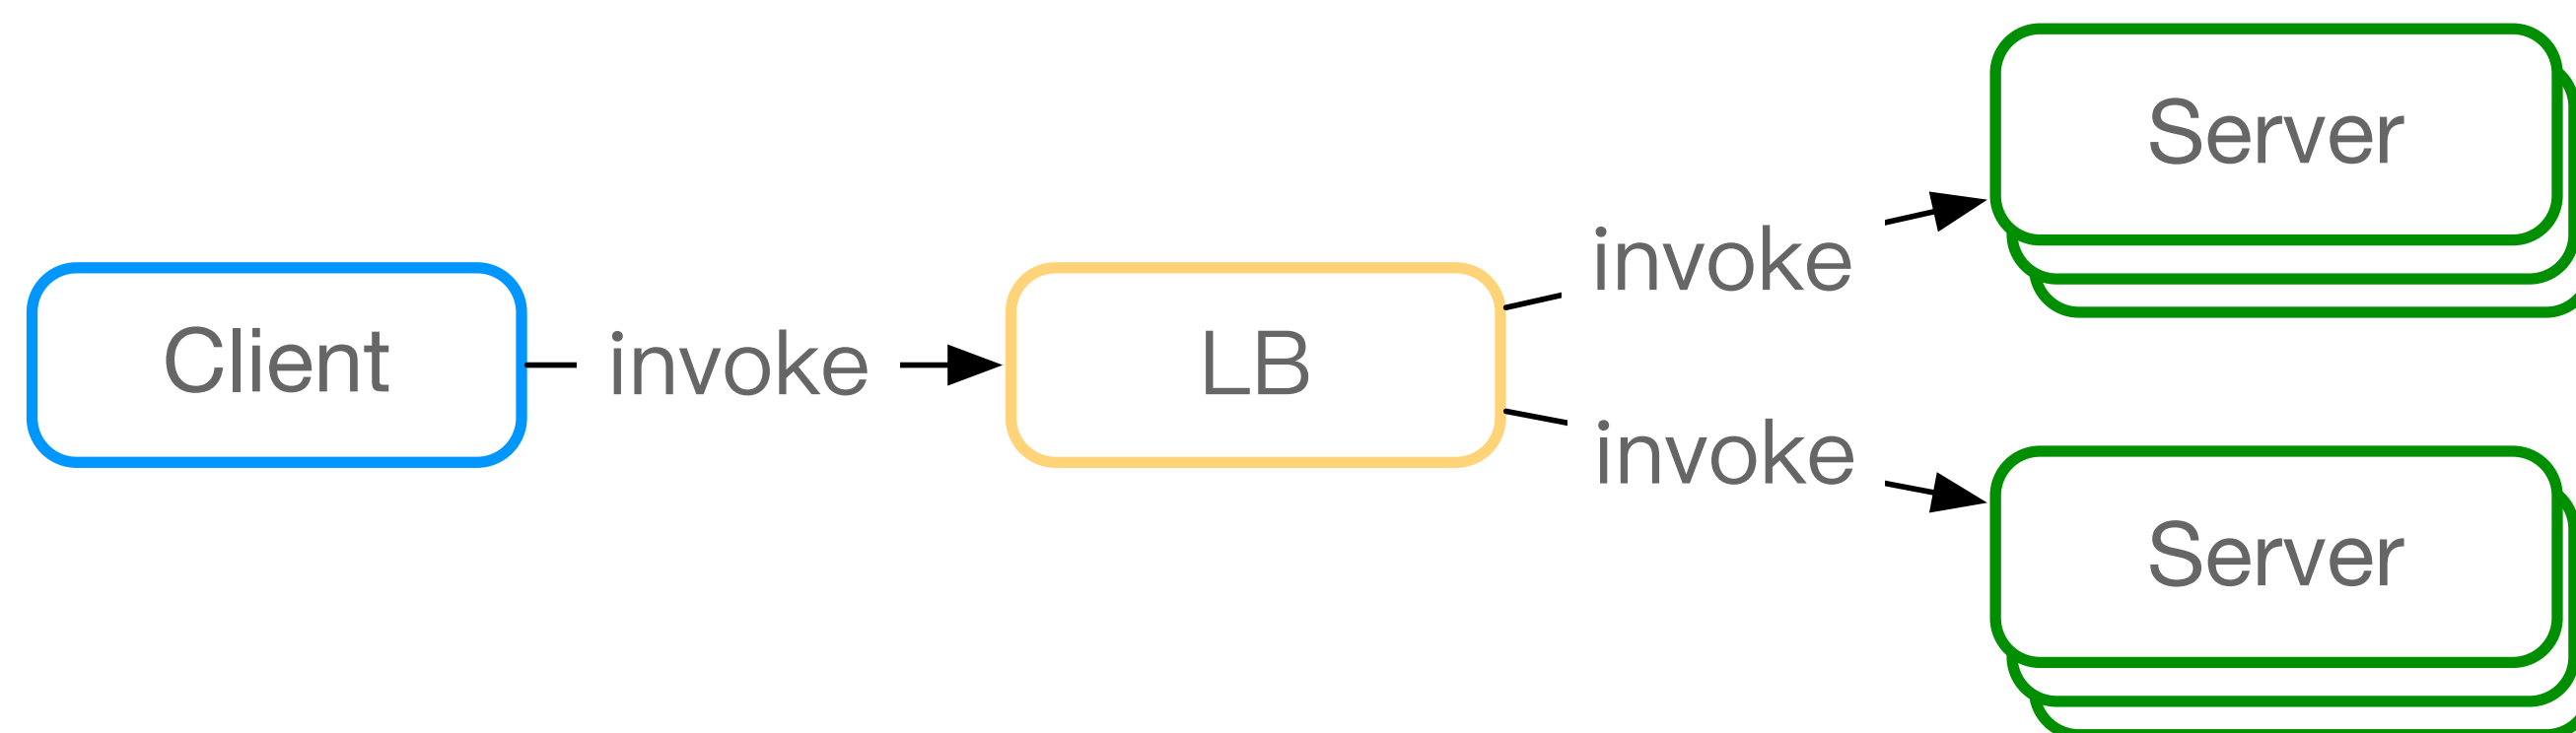 Client
invoke
LB
invoke
Server
invoke
Server